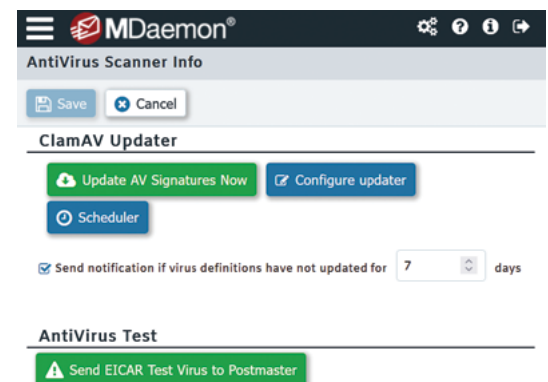 MDaemon®
AntiVirus Scanner Info
Save Cancel
ClamAV Updater
Update AV Signatures Now Configure updater
Scheduler
Send notification if virus definitions have not updated for 7 days
AntiVirus Test
Send EICAR Test Virus to Postmaster